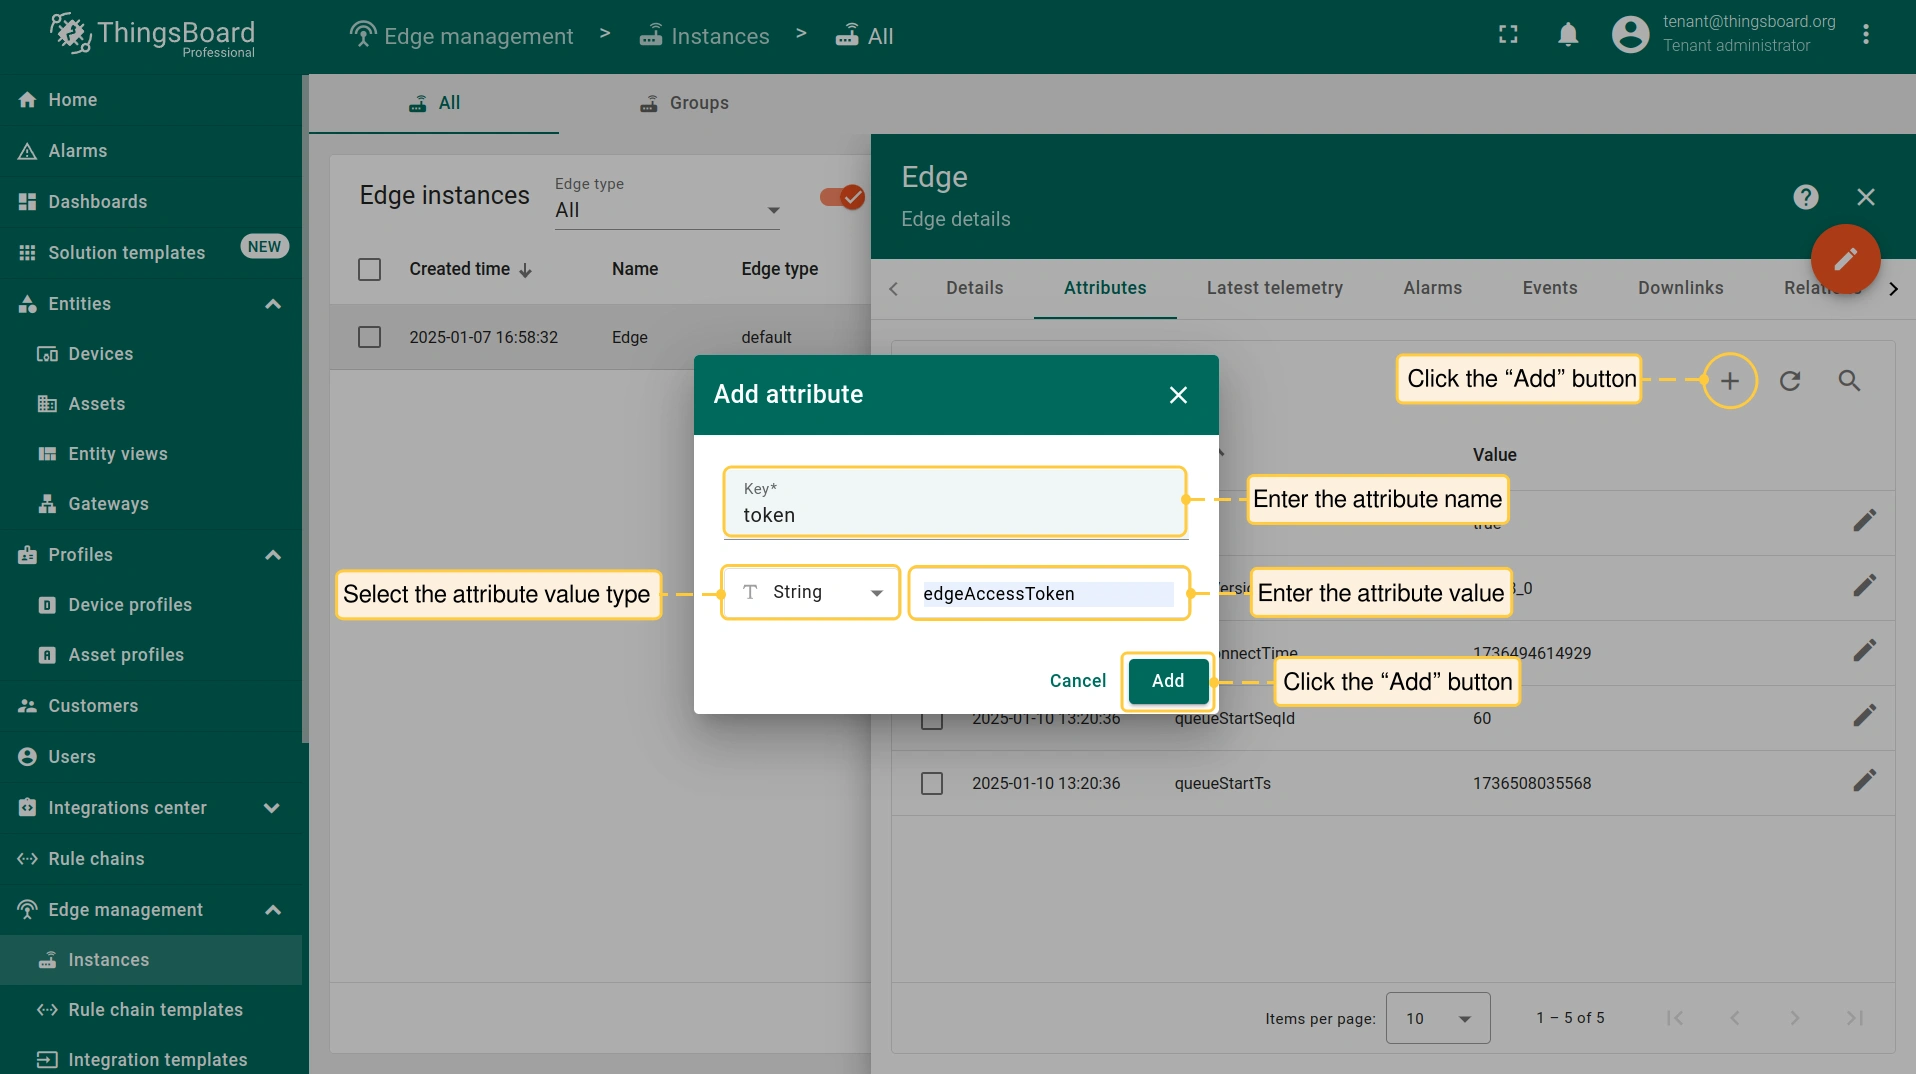 ThingsBoard
Professional
Edge management > Instances > All
tenant@thingsboard.org
Tenant administrator
Home
Alarms
Dashboards
Solution templates NEW
Entities
Devices
Assets
Entity views
Gateways
Profiles
Device profiles
Asset profiles
Customers
Users
Integrations center
Rule chains
Edge management
Instances
Rule chain templates
Integration templates
All Groups
Edge instances
Edge type
All
Created time Name Edge type
2025-01-07 16:58:32 Edge default
Edge
Edge details
Details Attributes Latest telemetry Alarms Events Downlinks
Click the “Add” button
Value
Add attribute
Key*
token
Enter the attribute name
true
Select the attribute value type
String
edgeAccessToken
Enter the attribute value
1736494614929
Cancel Add
Click the “Add” button
2025-01-10 13:20:36 queueStartSeqId 60
2025-01-10 13:20:36 queueStartTs 1736508035568
Items per page: 10 1 – 5 of 5